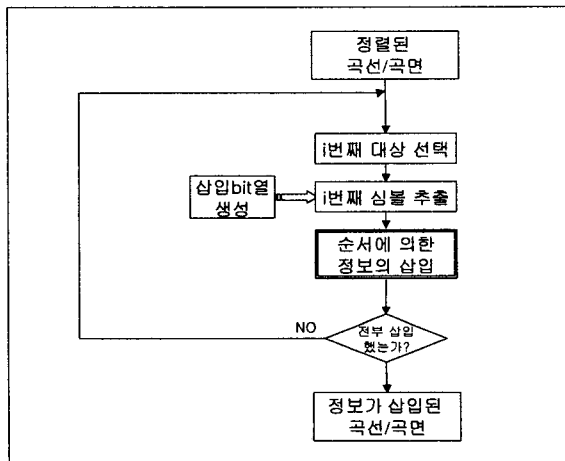 정렬된
곡선/곡면
i번째 대상 선택
삽입bit열
생성
i번째 심볼 추출
순서에 의한
정보의 삽입
NO
전부 삽입
했는가?
정보가 삽입된
곡선/곡면